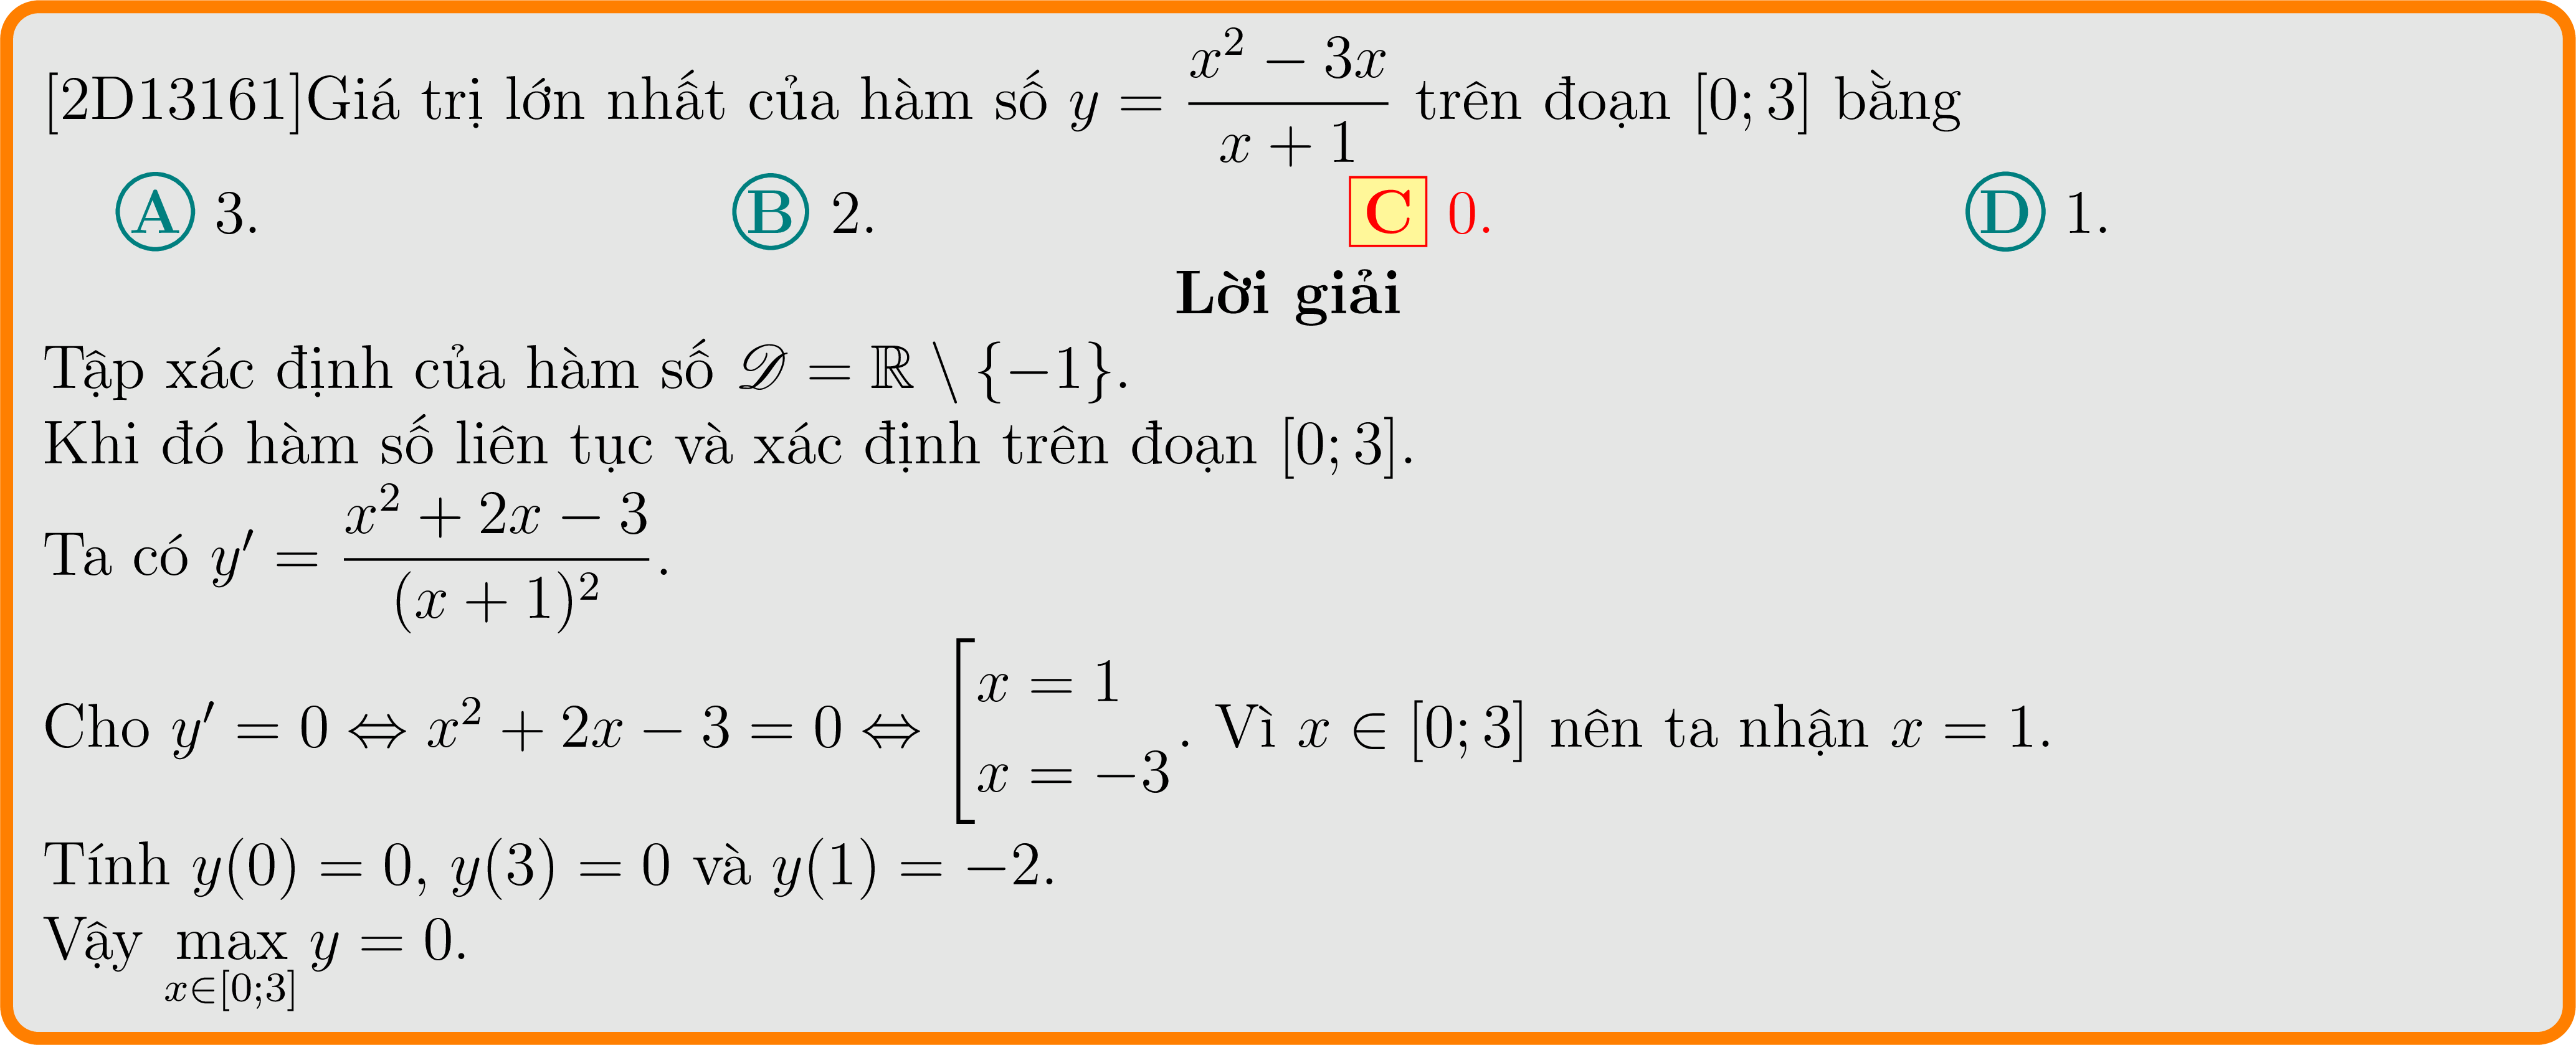 [2D13161]Giá trị lớn nhất của hàm số $y = \dfrac{x^2 - 3x}{x + 1}$ trên đoạn $[0; 3]$ bằng
A 3. B 2. C 0. D 1.
Lời giải
Tập xác định của hàm số $\mathscr{D} = \mathbb{R} \setminus \{-1\}$.
Khi đó hàm số liên tục và xác định trên đoạn $[0; 3]$.
Ta có $y' = \dfrac{x^2 + 2x - 3}{(x + 1)^2}$.
Cho $y' = 0 \Leftrightarrow x^2 + 2x - 3 = 0 \Leftrightarrow \left[\begin{array}{l} x = 1 \\ x = -3 \end{array}\right.$. Vì $x \in [0; 3]$ nên ta nhận $x = 1$.
Tính $y(0) = 0$, $y(3) = 0$ và $y(1) = -2$.
Vậy $\max\limits_{x \in [0;3]} y = 0$.